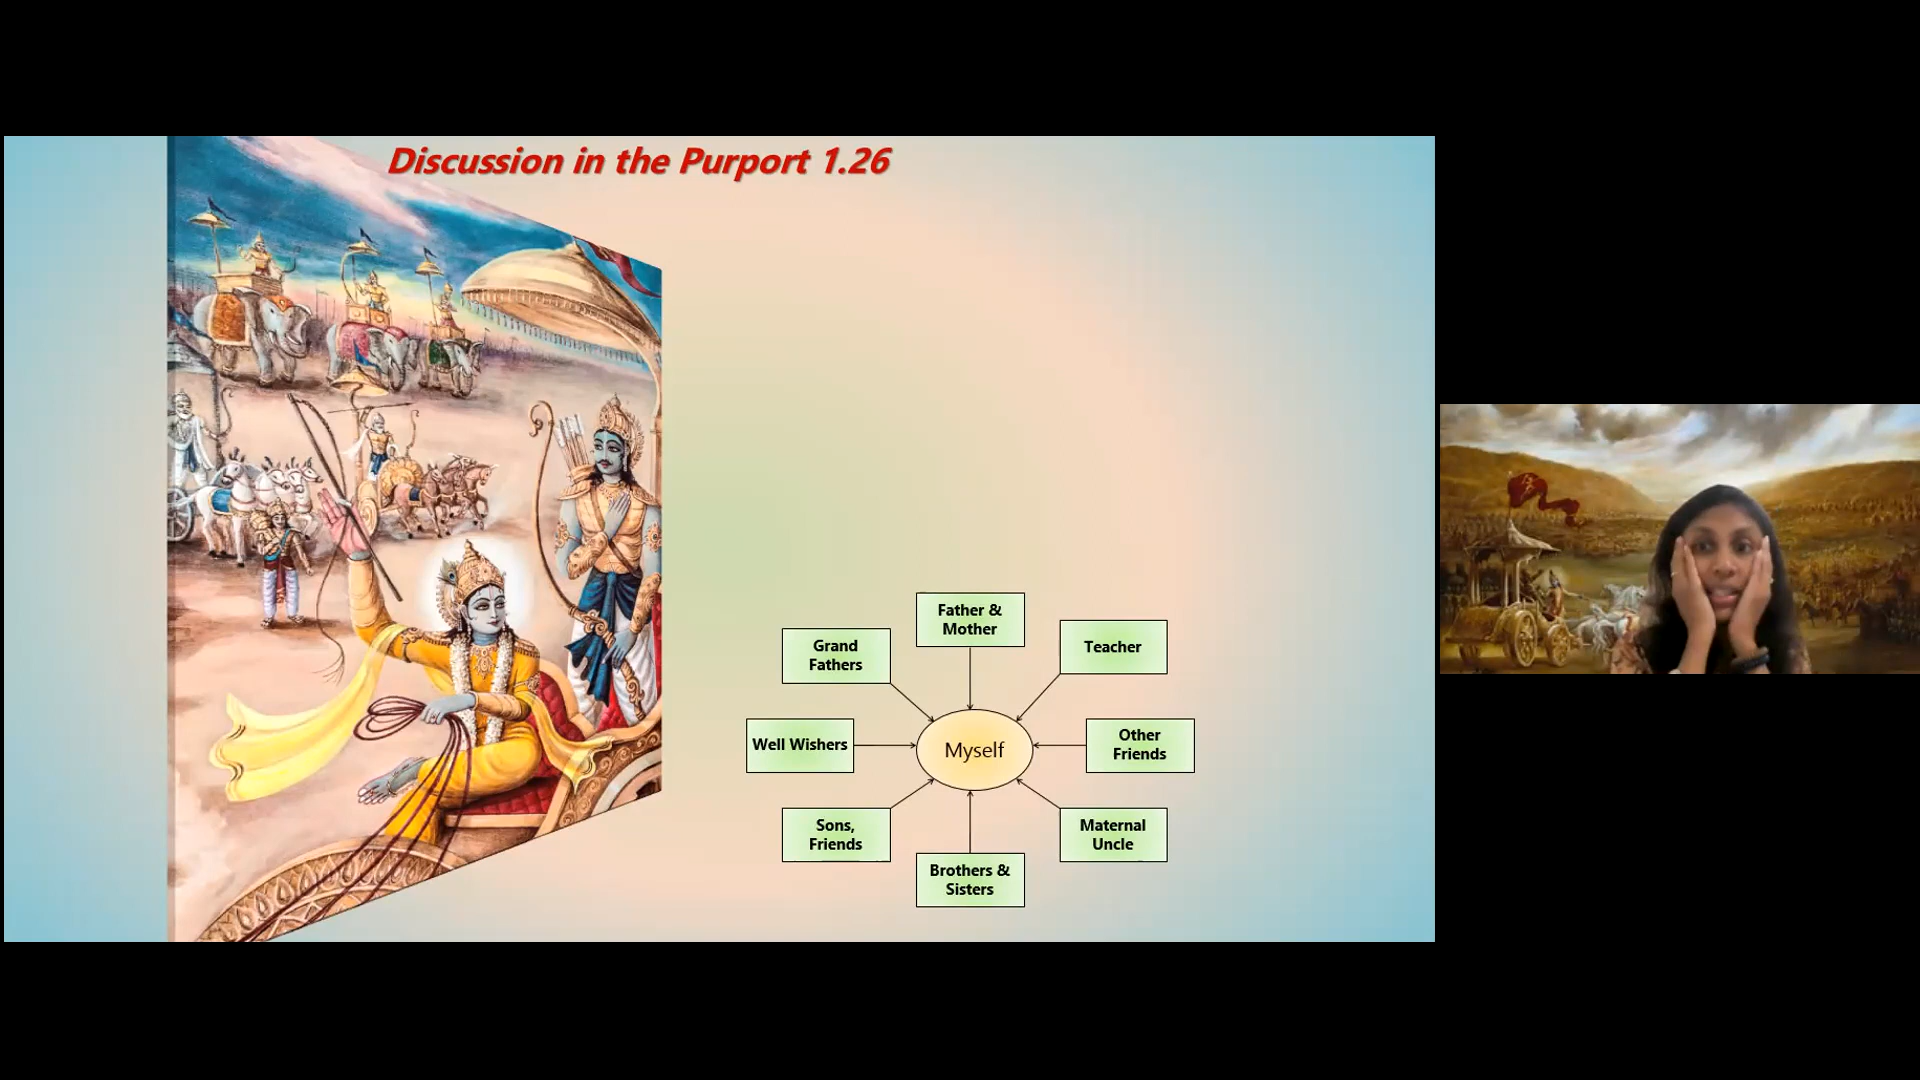 Discussion in the Purport 1.26
Father &
Mother
Grand
Fathers
Teacher
Well Wishers
Myself
Other
Friends
Sons,
Friends
Maternal
Uncle
Brothers &
Sisters